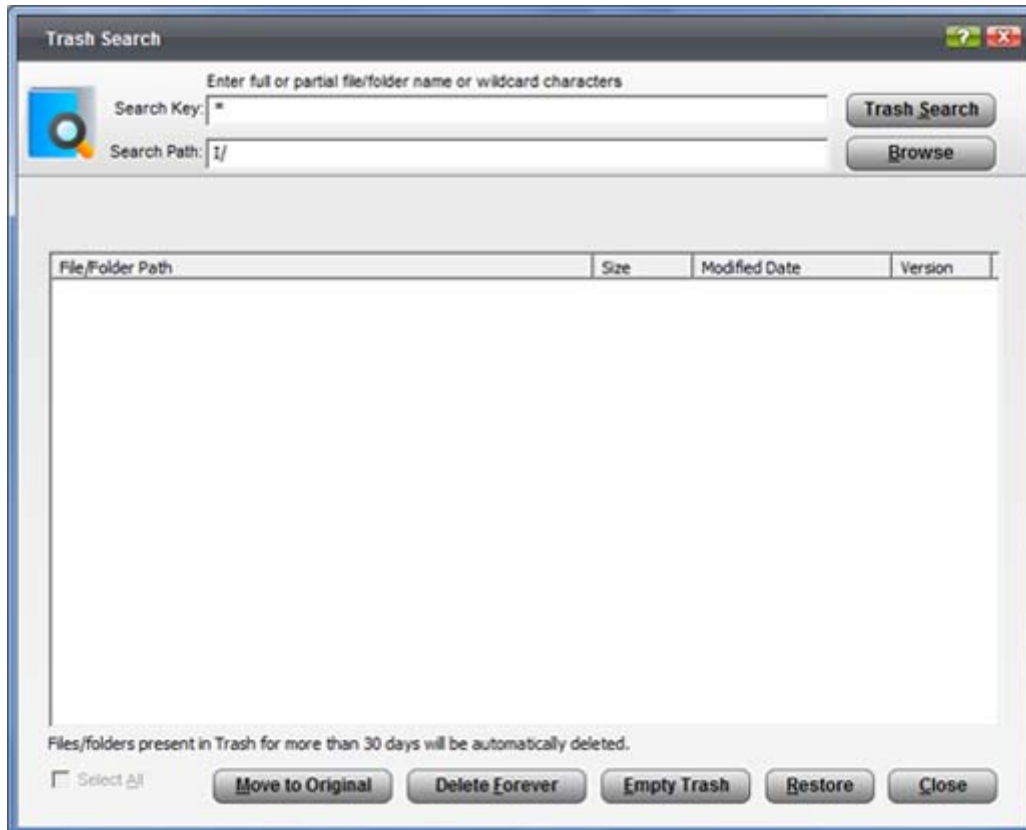 Trash Search
Enter full or partial file/folder name or wildcard characters
Search Key: * Trash Search
Search Path: I/ Browse
File/Folder Path Size Modified Date Version
Files/folders present in Trash for more than 30 days will be automatically deleted.
Select All Move to Original Delete Forever Empty Trash Restore Close